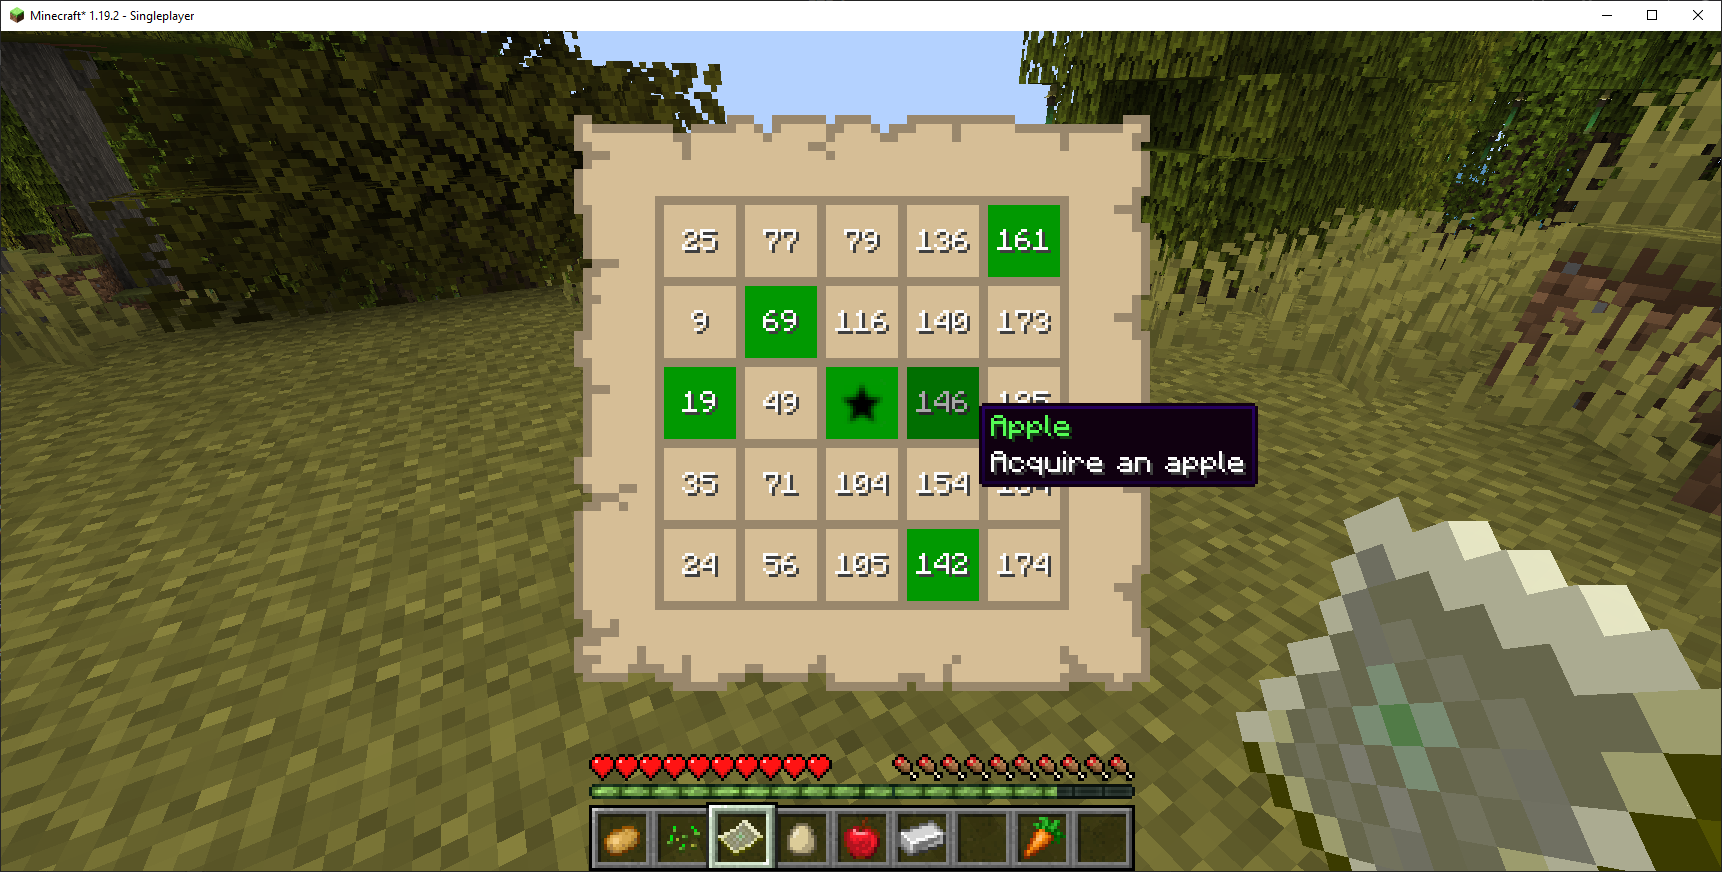 Minecraft* 1.19.2 - Singleplayer
25 77 79 136 161
9 69 116 140 173
19 49 146
Apple
Acquire an apple
35 71 104 154
24 56 105 142 174